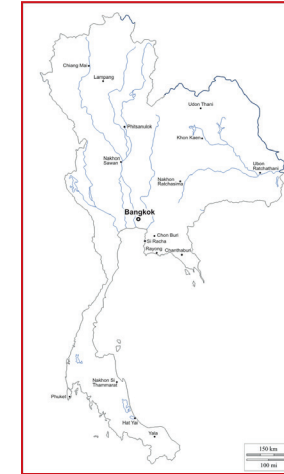 Chiang Mai
Lampang
Udon Thani
Phitsanulok
Khon Kaen
Nakhon
Sawan
Ubon
Ratchathani
Nakhon
Ratchasima
Bangkok
Chon Buri
Si Racha
Rayong
Chanthaburi
Nakhon Si
Thammarat
Phuket
Hat Yai
Yala
150 km
100 mi